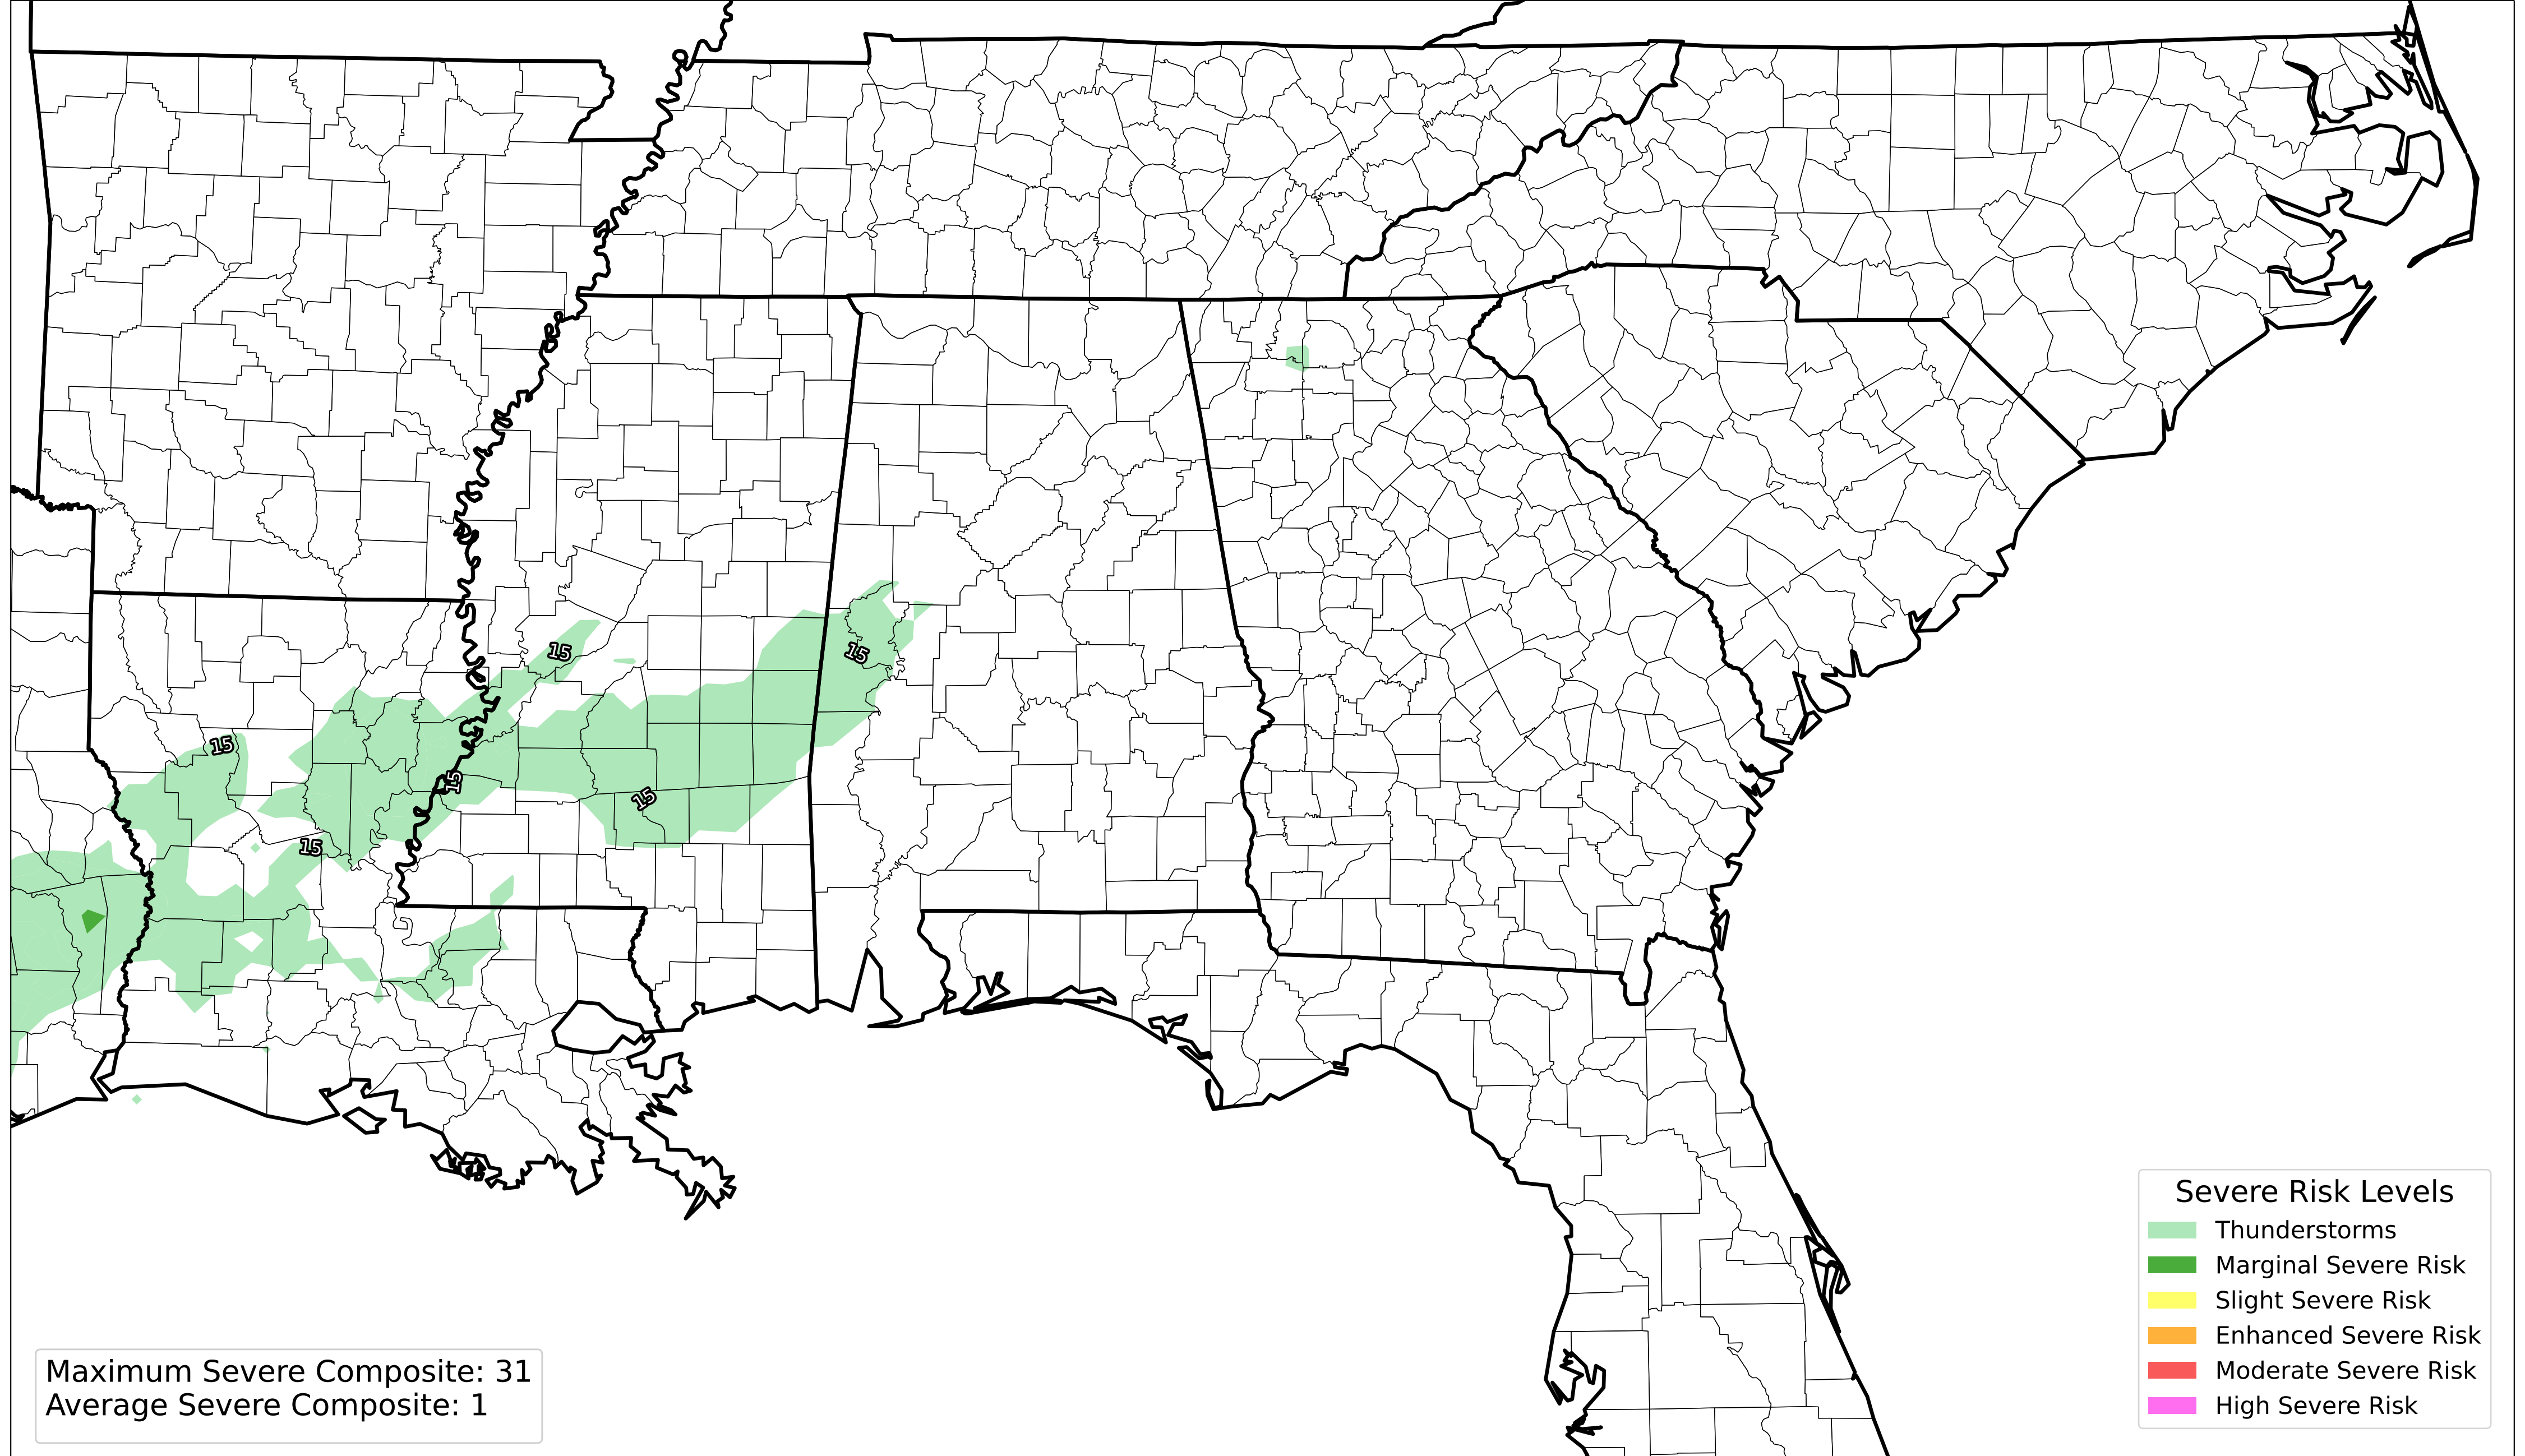 15
15
15
15
15
15
Severe Risk Levels
Thunderstorms
Marginal Severe Risk
Slight Severe Risk
Enhanced Severe Risk
Moderate Severe Risk
High Severe Risk
Maximum Severe Composite: 31
Average Severe Composite: 1